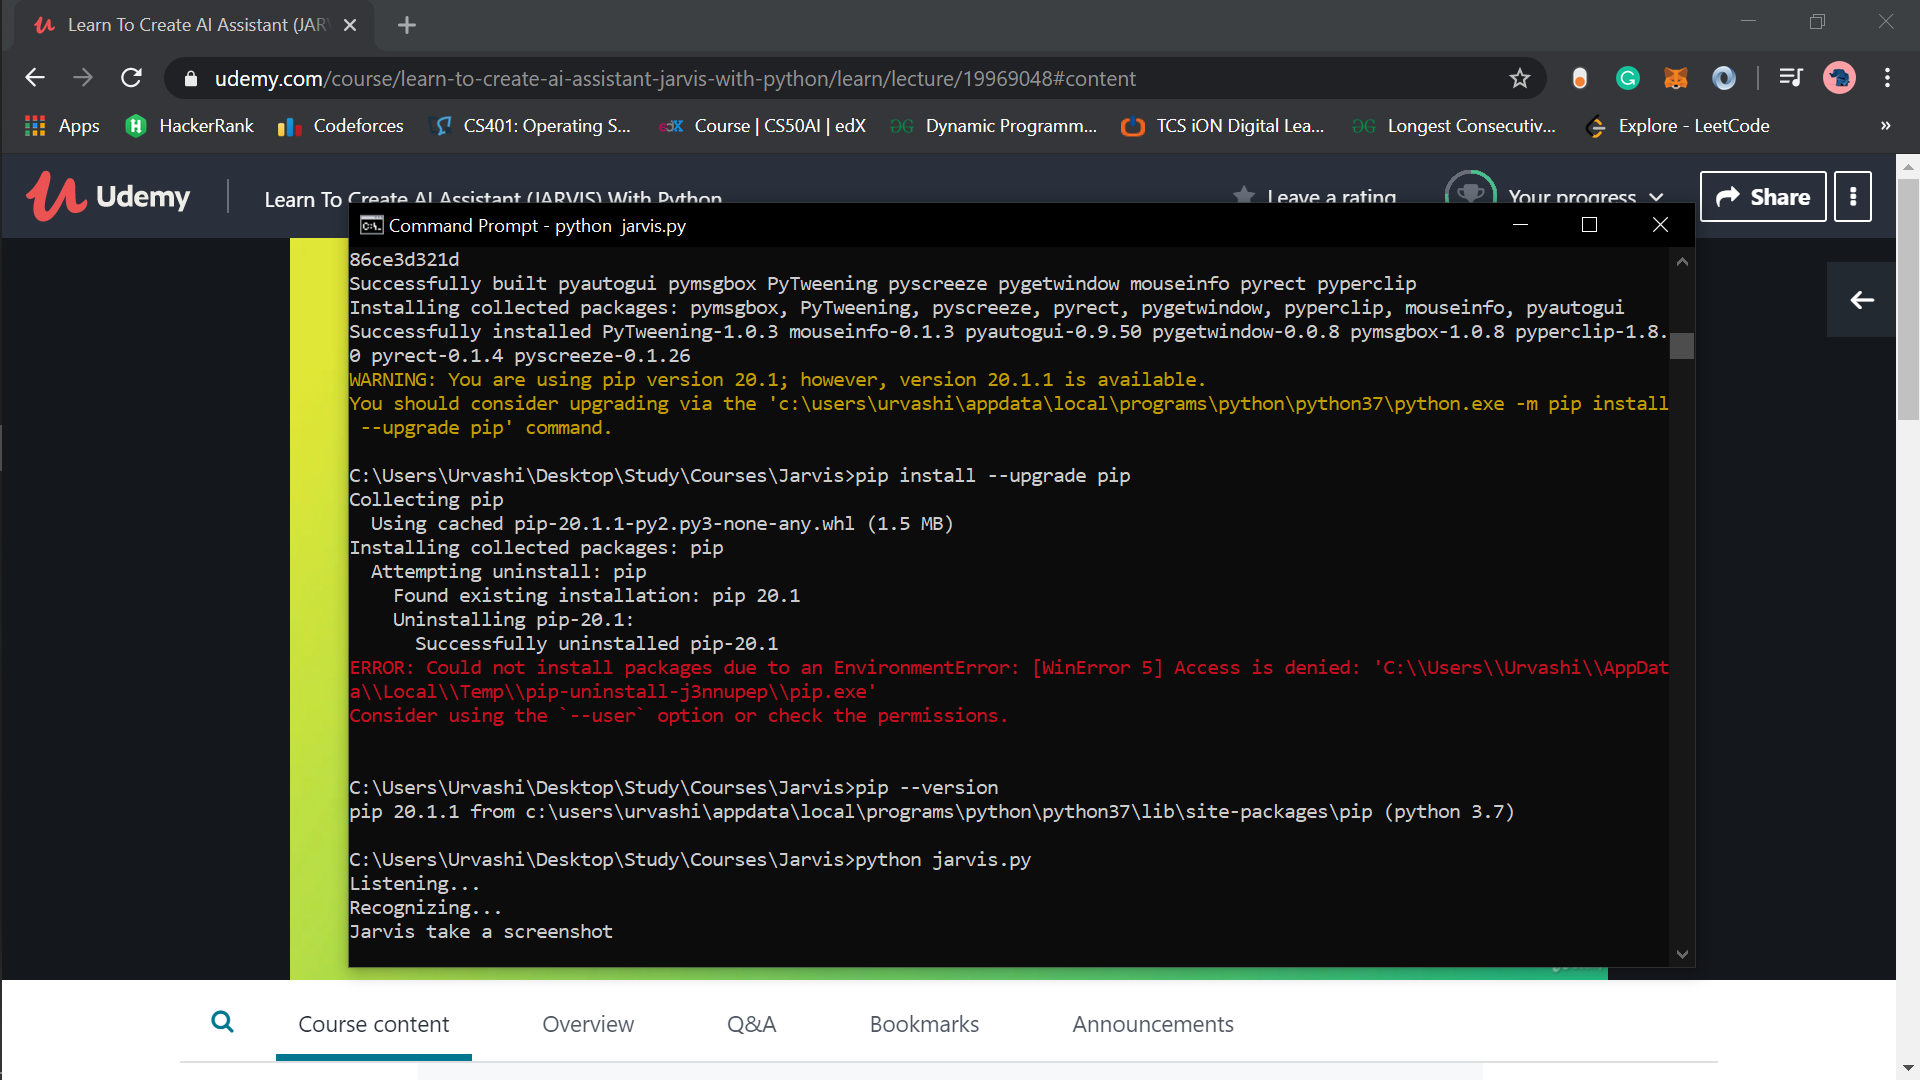 Learn To Create AI Assistant (JAR
udemy.com/course/learn-to-create-ai-assistant-jarvis-with-python/learn/lecture/19969048#content
Apps HackerRank Codeforces CS401: Operating S... edX Course | CS50AI | edX Dynamic Programm... TCS iON Digital Lea... Longest Consecutiv... Explore - LeetCode »
Udemy Learn To Create AI Assistant (JARVIS) With Python Leave a rating Your progress Share
Command Prompt - python  jarvis.py
86ce3d321d
Successfully built pyautogui pymsgbox PyTweening pyscreeze pygetwindow mouseinfo pyrect pyperclip
Installing collected packages: pymsgbox, PyTweening, pyscreeze, pyrect, pygetwindow, pyperclip, mouseinfo, pyautogui
Successfully installed PyTweening-1.0.3 mouseinfo-0.1.3 pyautogui-0.9.50 pygetwindow-0.0.8 pymsgbox-1.0.8 pyperclip-1.8.
0 pyrect-0.1.4 pyscreeze-0.1.26
WARNING: You are using pip version 20.1; however, version 20.1.1 is available.
You should consider upgrading via the 'c:\users\urvashi\appdata\local\programs\python\python37\python.exe -m pip install
 --upgrade pip' command.
C:\Users\Urvashi\Desktop\Study\Courses\Jarvis>pip install --upgrade pip
Collecting pip
  Using cached pip-20.1.1-py2.py3-none-any.whl (1.5 MB)
Installing collected packages: pip
  Attempting uninstall: pip
    Found existing installation: pip 20.1
    Uninstalling pip-20.1:
      Successfully uninstalled pip-20.1
ERROR: Could not install packages due to an EnvironmentError: [WinError 5] Access is denied: 'C:\\Users\\Urvashi\\AppDat
a\\Local\\Temp\\pip-uninstall-j3nnupep\\pip.exe'
Consider using the `--user` option or check the permissions.
C:\Users\Urvashi\Desktop\Study\Courses\Jarvis>pip --version
pip 20.1.1 from c:\users\urvashi\appdata\local\programs\python\python37\lib\site-packages\pip (python 3.7)
C:\Users\Urvashi\Desktop\Study\Courses\Jarvis>python jarvis.py
Listening...
Recognizing...
Jarvis take a screenshot
Course content Overview Q&A Bookmarks Announcements